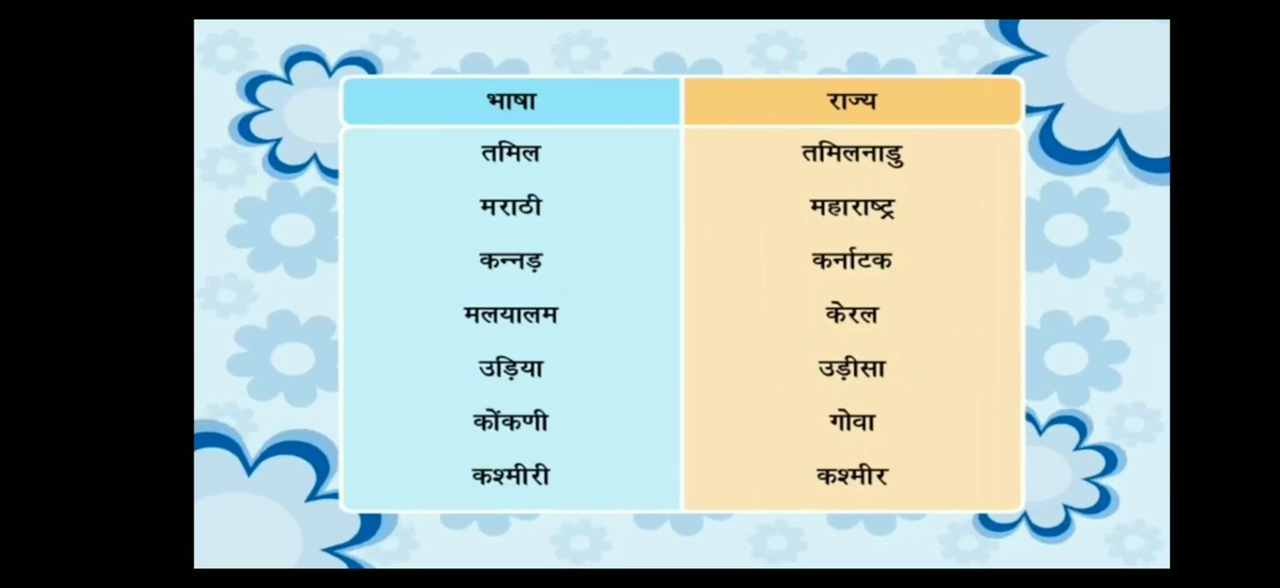 भाषा राज्य
तमिल तमिलनाडु
मराठी महाराष्ट्र
कन्नड़ कर्नाटक
मलयालम केरल
उड़िया उड़ीसा
कोंकणी गोवा
कश्मीरी कश्मीर